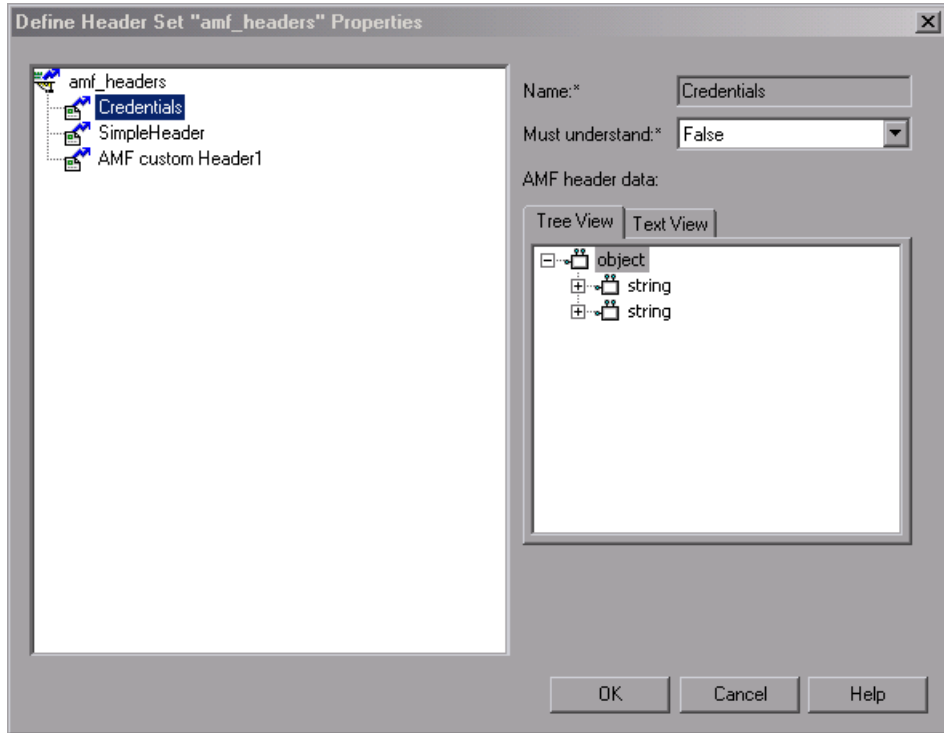 Define Header Set "amf_headers" Properties
amf_headers
Credentials
SimpleHeader
AMF custom Header1
Name:*
Credentials
Must understand:*
False
AMF header data:
Tree View
Text View
object
string
string
OK
Cancel
Help